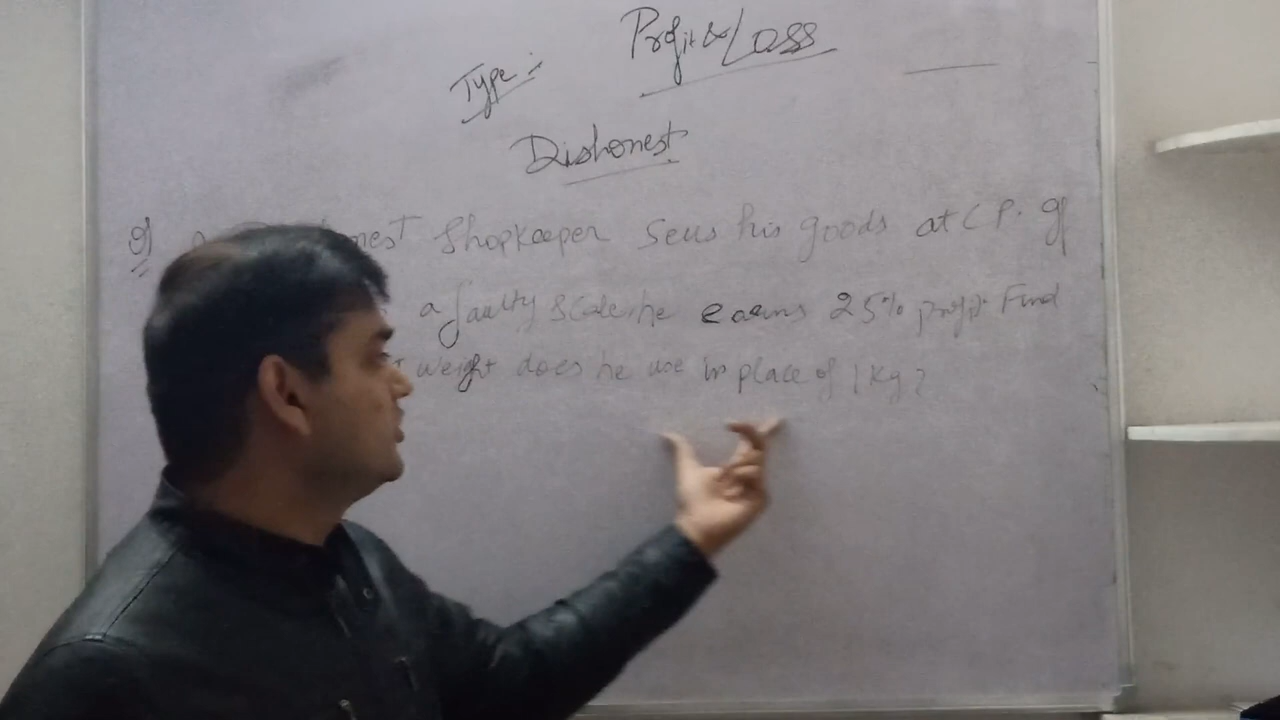 Profit & Loss
Type :-
Dishonest
Shopkeeper sells his goods at C P. of
a faulty scale. he earns 25% profit Find
weight does he use in place of 1 Kg ?